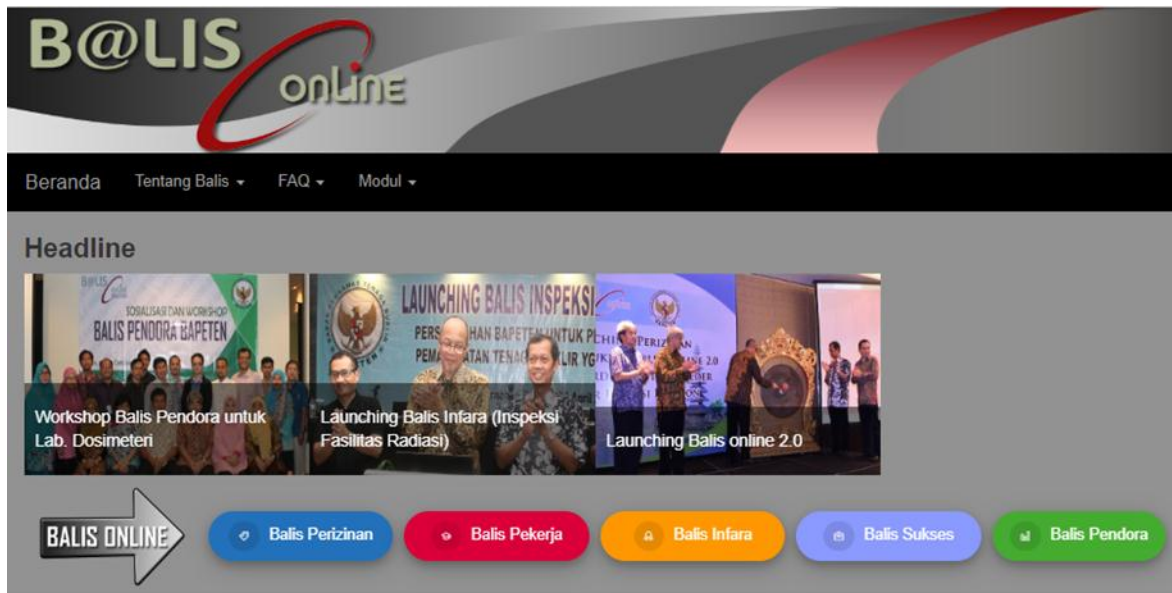 B@LIS
online
Beranda Tentang Balis FAQ Modul
Headline
SOSIALISASI DAN WORKSHOP
BALIS PENDORA BAPETEN
LAUNCHING BALIS INSPEKSI
Workshop Balis Pendora untuk
Lab. Dosimeteri
Launching Balis Infara (Inspeksi
Fasilitas Radiasi)
Launching Balis online 2.0
BALIS ONLINE
Balis Perizinan
Balis Pekerja
Balis Infara
Balis Sukses
Balis Pendora